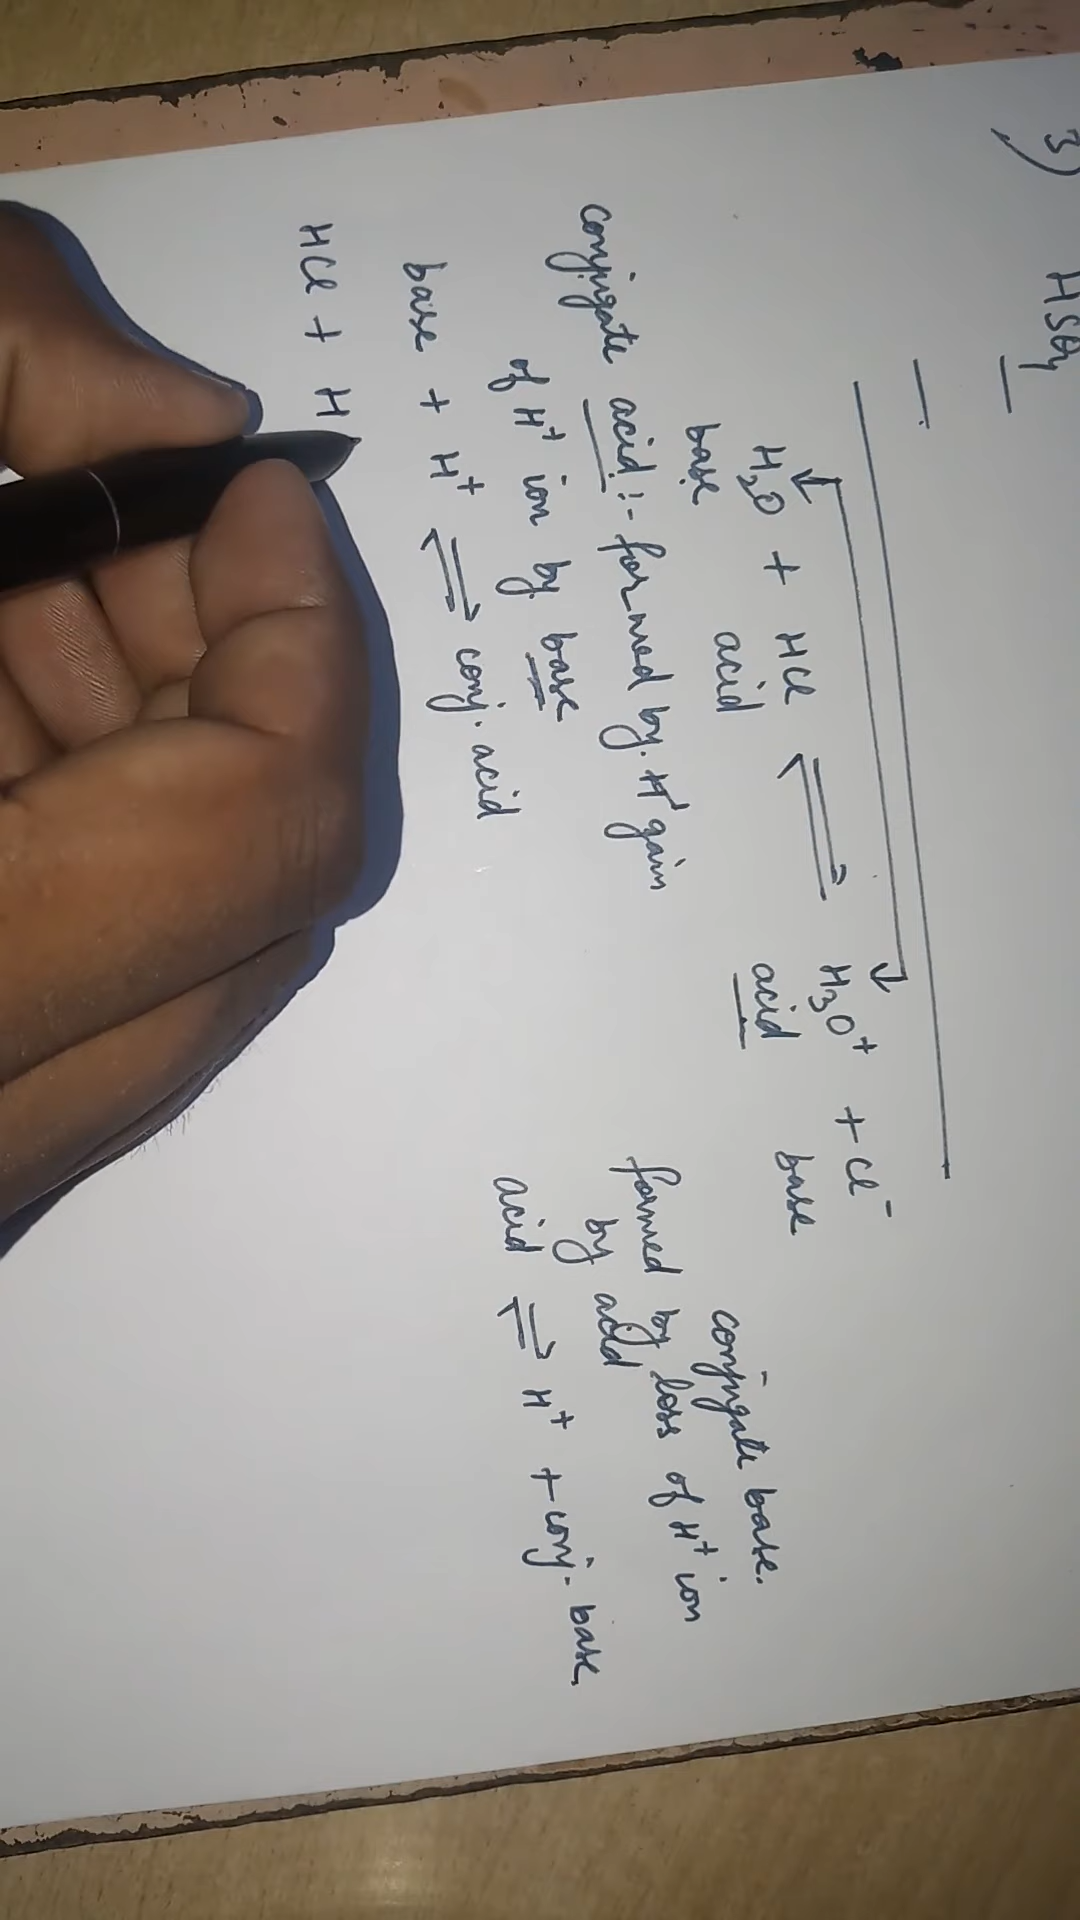 3) HSO4
H2O + HCl ⇌ H3O+ + Cl-
base acid acid base
conjugate acid :- formed by H+ gain
of H+ ion by base
base + H+ ⇌ conj. acid
HCl + H
conjugate base.
formed by loss of H+ ion
by acid
acid ⇌ H+ + conj. base